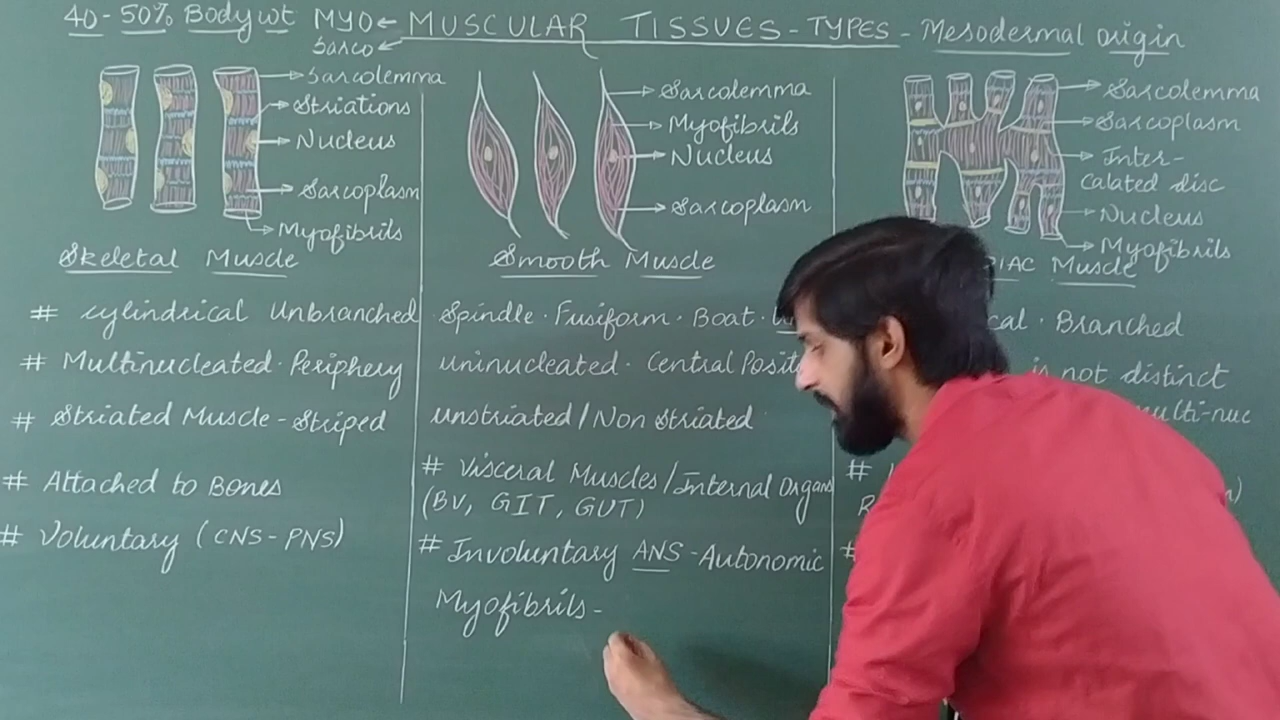 40-50% Body wt MYO ← MUSCULAR TISSUES-TYPES - Mesodermal origin
Sarco ←
Sarcolemma
Striations
Nucleus
Sarcoplasm
Myofibrils
Skeletal Muscle
# cylindrical Unbranched
# Multinucleated · Periphery
# Striated Muscle - Striped
# Attached to Bones
# Voluntary (CNS-PNS)
Sarcolemma
Myofibrils
Nucleus
Sarcoplasm
Smooth Muscle
Spindle · Fusiform · Boat ·
uninucleated · Central
unstriated / Non Striated
# Visceral Muscles / Internal Organs
(BV, GIT, GUT)
# Involuntary ANS - Autonomic
Myofibrils -
Sarcolemma
Sarcoplasm
Inter-
Calated disc
Nucleus
Myofibrils
Muscle
· Branched
is not distinct
#
#